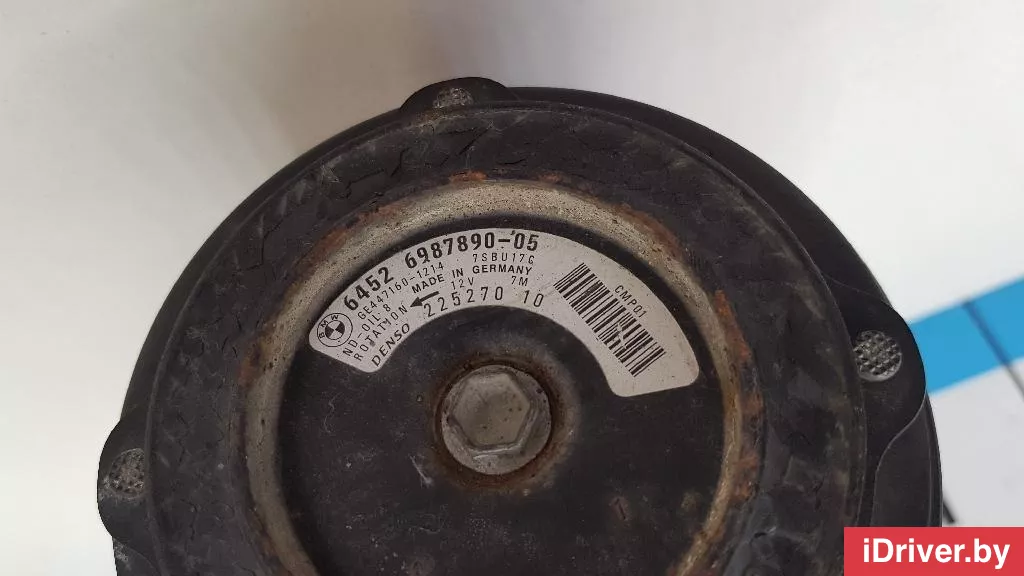 BMW
6452 6987890-05
GE447160-1214 7SBU17C
ND-OIL 8 MADE IN GERMANY
ROTATION 12V 7M
DENSO 225270 10
CMP01
iDriver.by